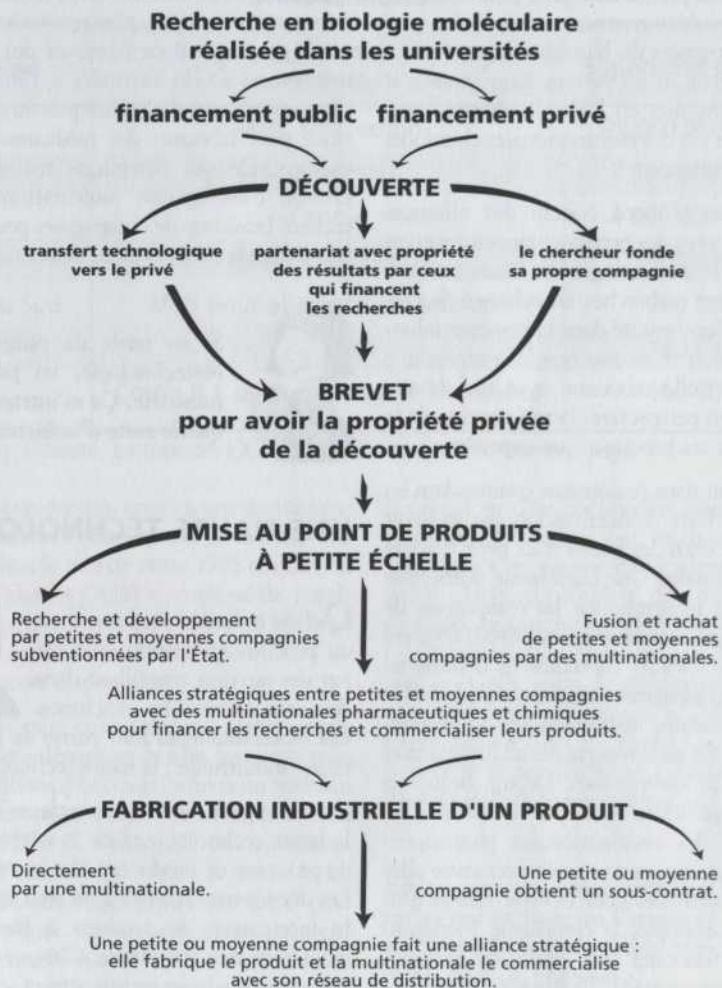 Recherche en biologie moléculaire
réalisée dans les universités
financement public financement privé
DÉCOUVERTE
transfert technologique
vers le privé
partenariat avec propriété
des résultats par ceux
qui financent
les recherches
le chercheur fonde
sa propre compagnie
BREVET
pour avoir la propriété privée
de la découverte
MISE AU POINT DE PRODUITS
À PETITE ÉCHELLE
Recherche et développement
par petites et moyennes compagnies
subventionnées par l'État.
Fusion et rachat
de petites et moyennes
compagnies par des multinationales.
Alliances stratégiques entre petites et moyennes compagnies
avec des multinationales pharmaceutiques et chimiques
pour financer les recherches et commercialiser leurs produits.
FABRICATION INDUSTRIELLE D'UN PRODUIT
Directement
par une multinationale.
Une petite ou moyenne
compagnie obtient un sous-contrat.
Une petite ou moyenne compagnie fait une alliance stratégique :
elle fabrique le produit et la multinationale le commercialise
avec son réseau de distribution.